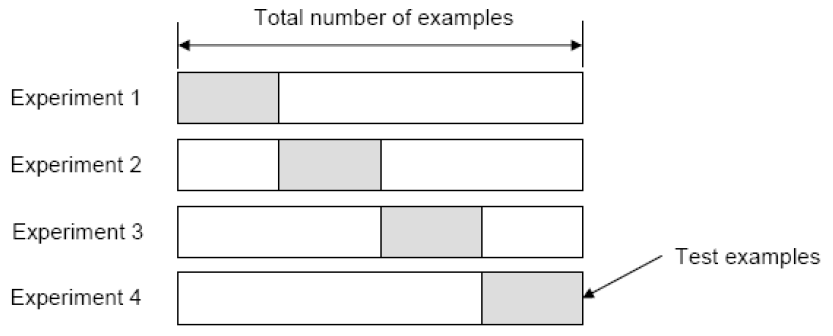 Total number of examples
Experiment 1
Experiment 2
Experiment 3
Test examples
Experiment 4